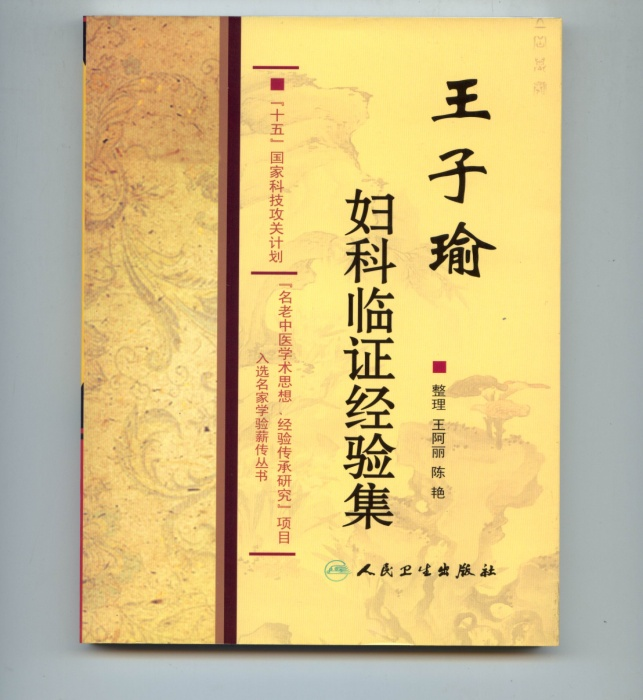 王子瑜
妇科临证经验集
■ 整理 王阿丽 陈 艳
■ 『十五』国家科技攻关计划
『名老中医学术思想·经验传承研究』项目
入选名家学验薪传丛书
人民卫生出版社